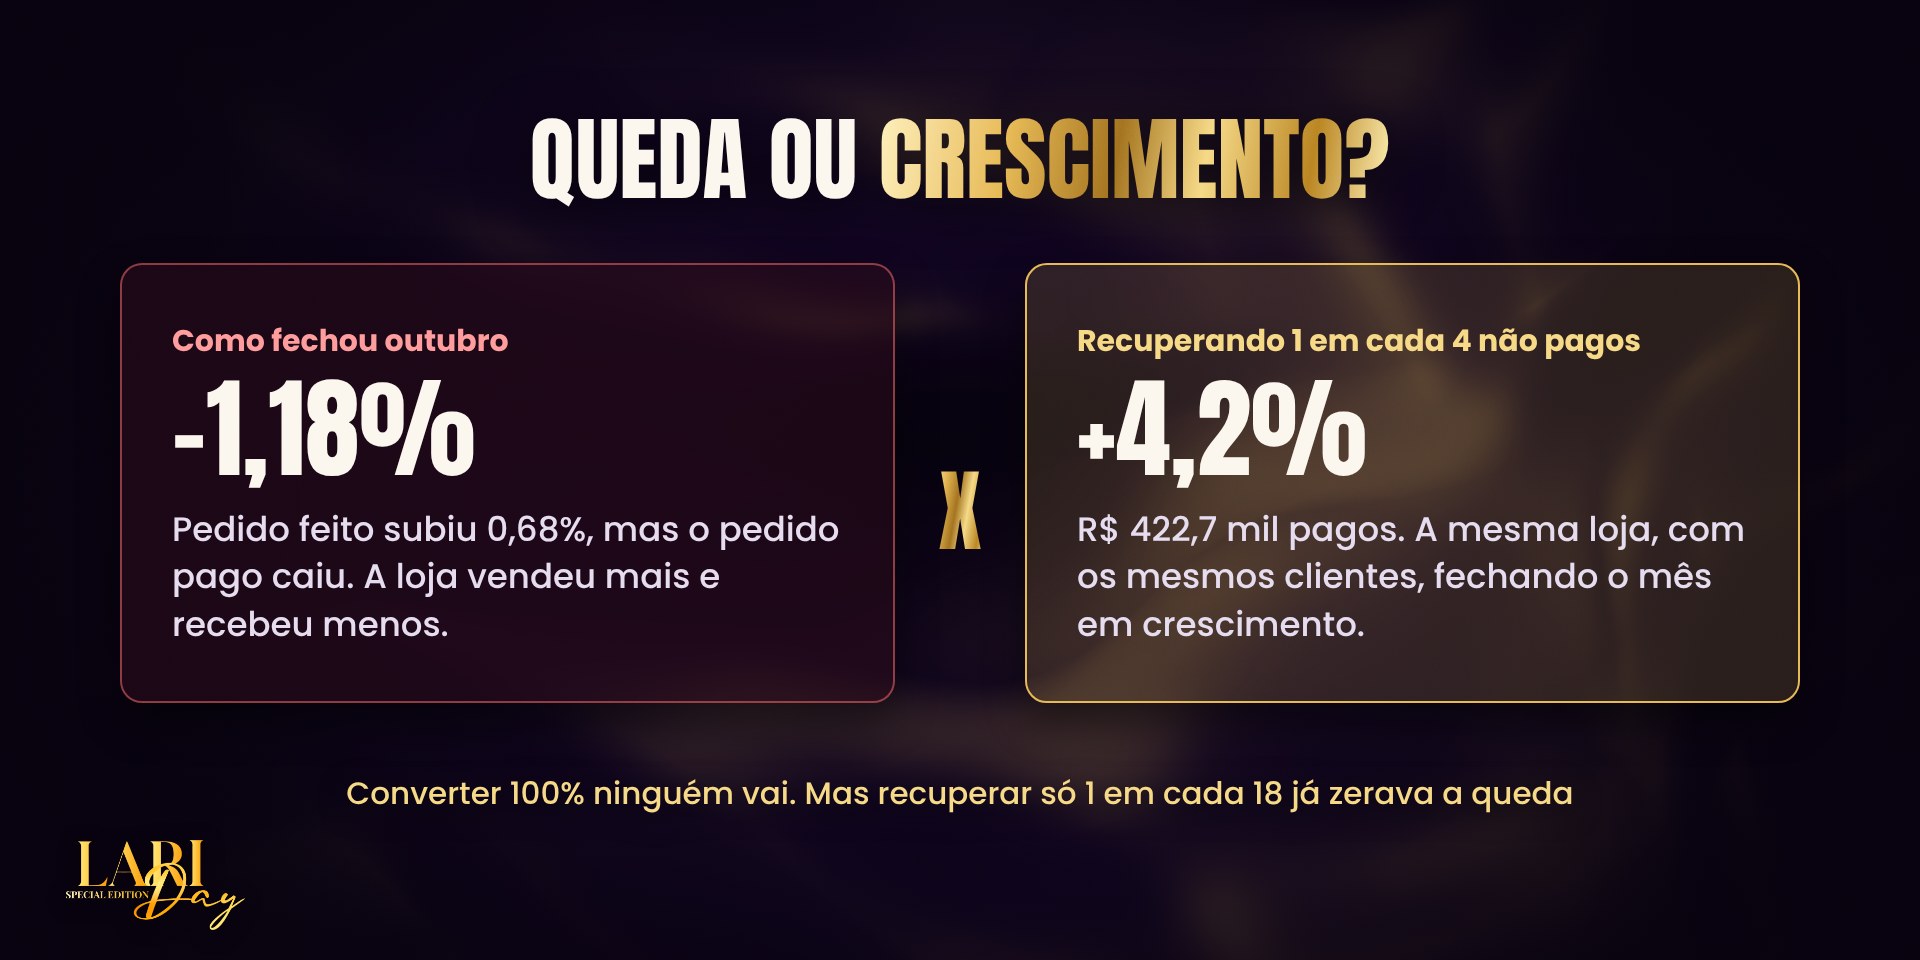 QUEDA OU CRESCIMENTO?
Como fechou outubro
-1,18%
Pedido feito subiu 0,68%, mas o pedido
pago caiu. A loja vendeu mais e
recebeu menos.
X
Recuperando 1 em cada 4 não pagos
+4,2%
R$ 422,7 mil pagos. A mesma loja, com
os mesmos clientes, fechando o mês
em crescimento.
Converter 100% ninguém vai. Mas recuperar só 1 em cada 18 já zerava a queda
LABI
SPECIAL EDITION
Day